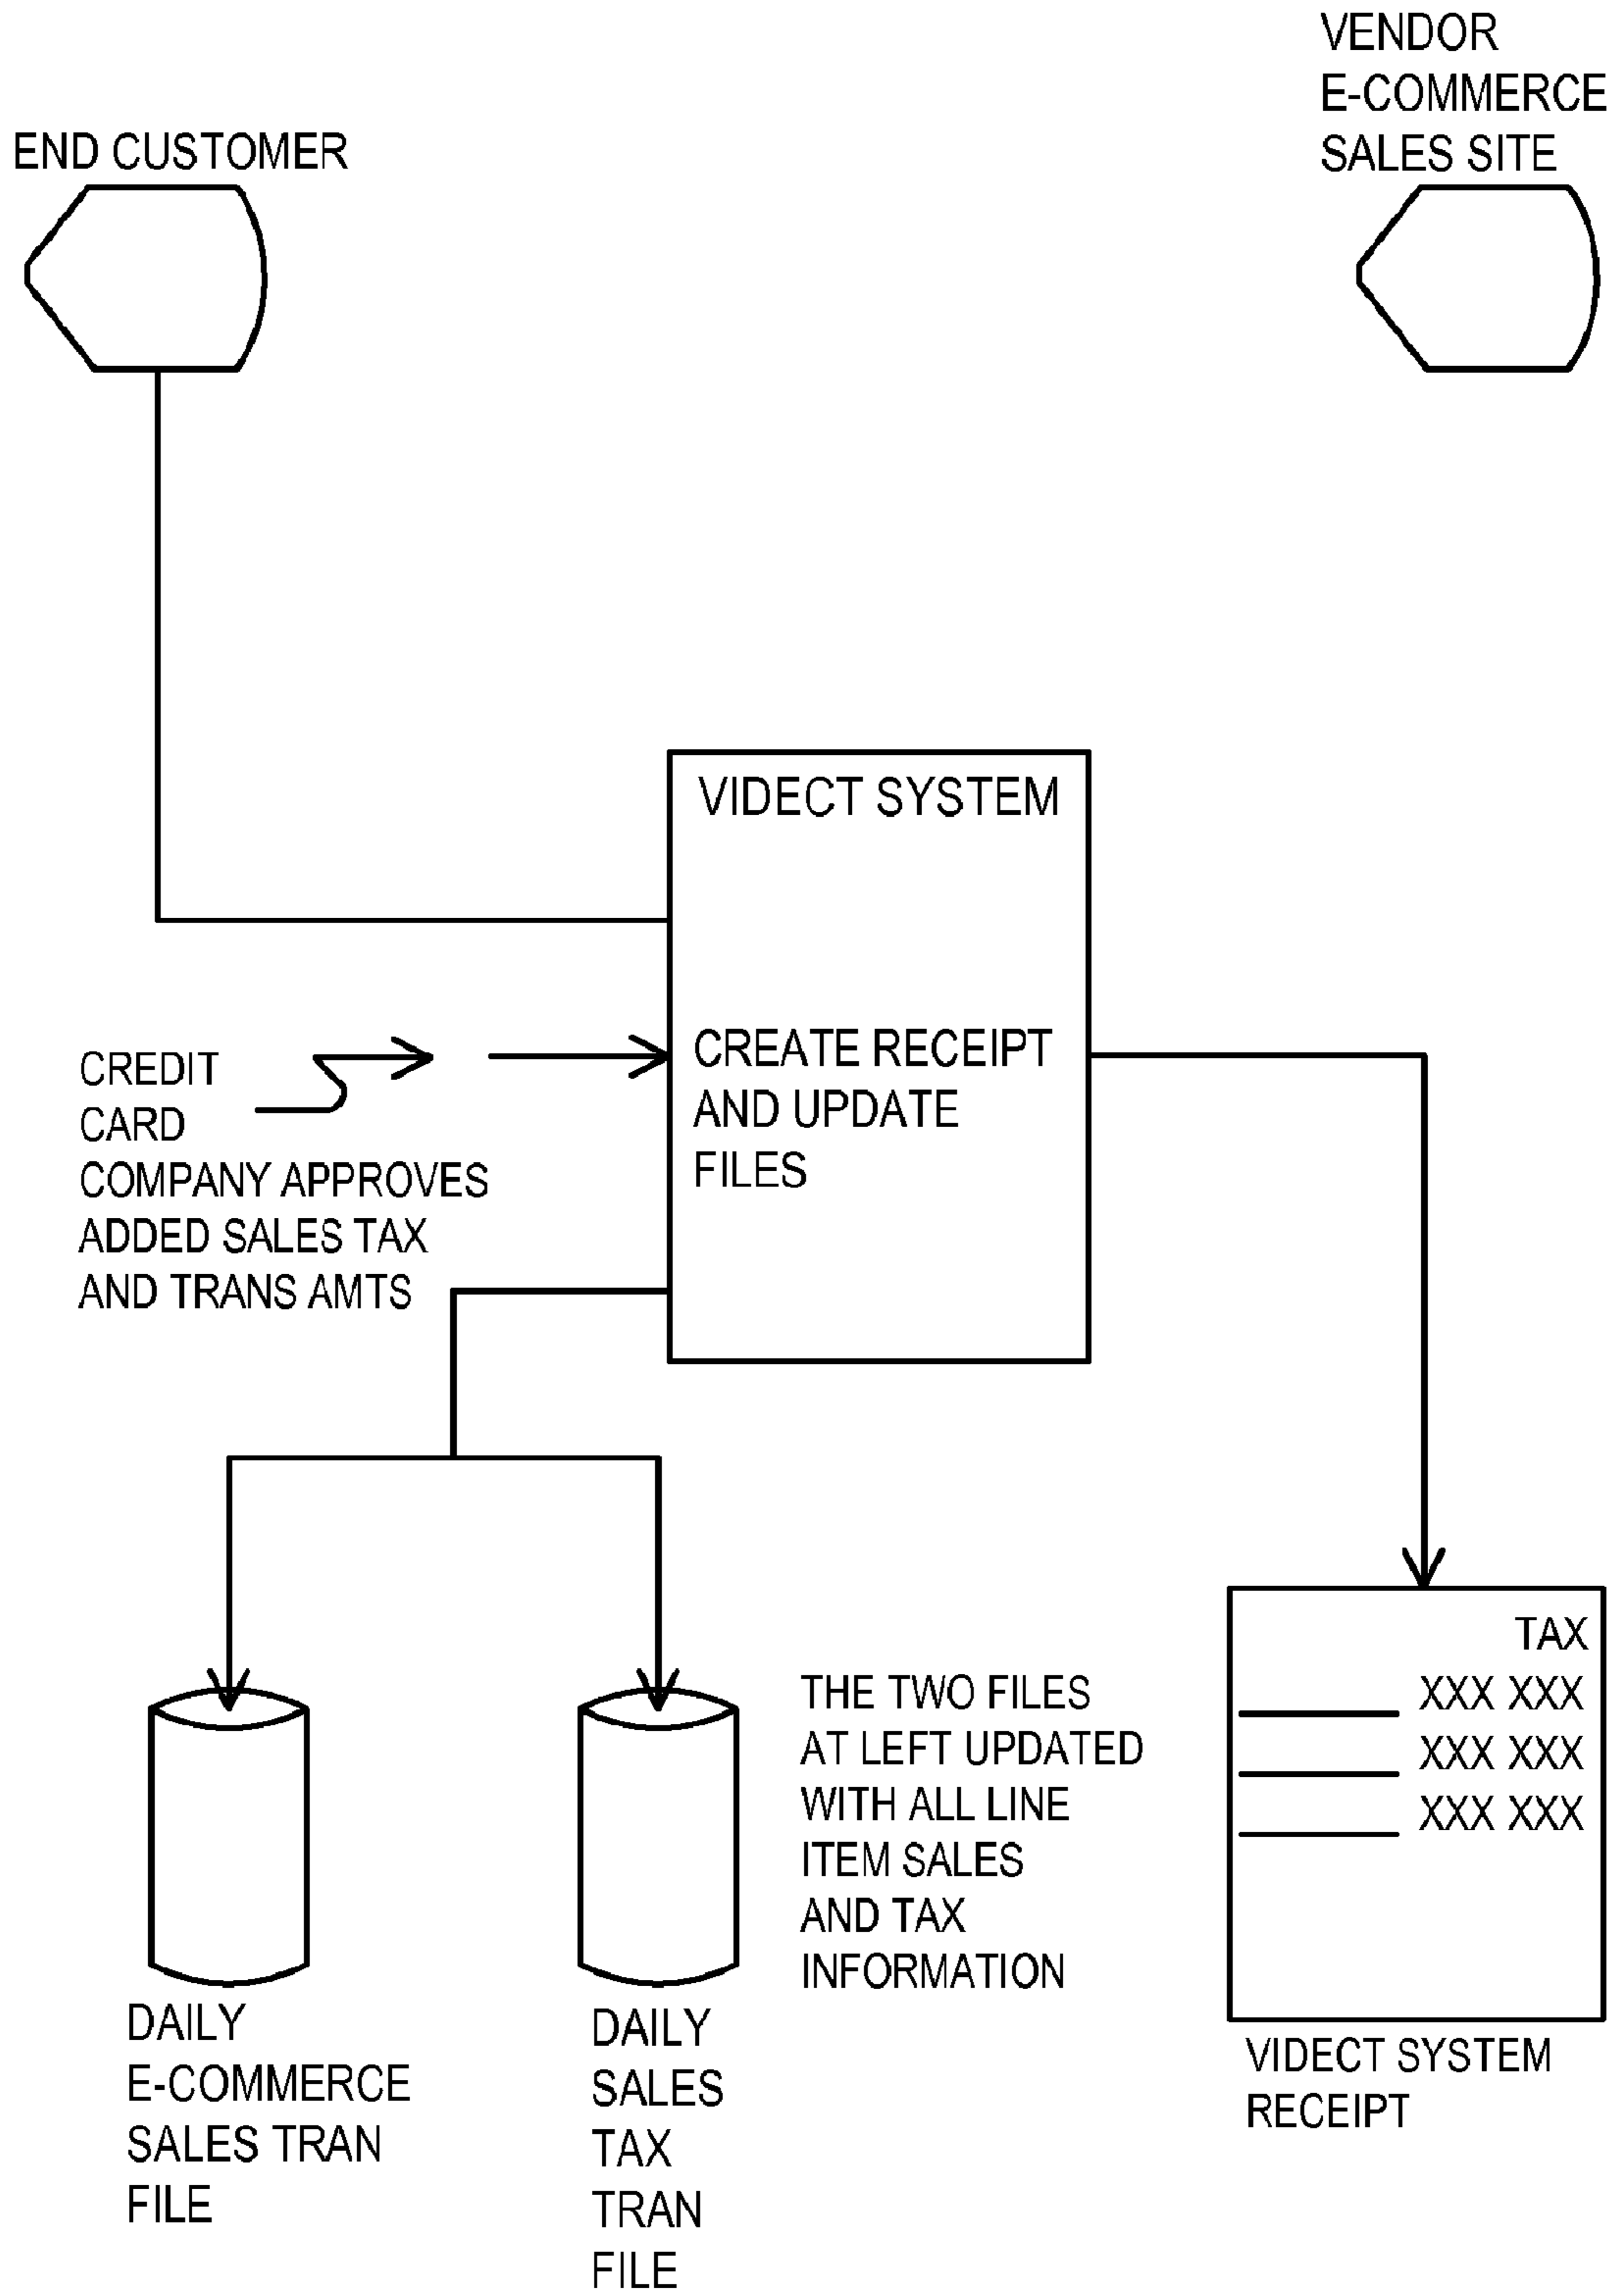 VENDOR
E-COMMERCE
SALES SITE
END CUSTOMER
VIDECT SYSTEM
CREATE RECEIPT
AND UPDATE
FILES
CREDIT
CARD
COMPANY APPROVES
ADDED SALES TAX
AND TRANS AMTS
TAX
XXX XXX
XXX XXX
XXX XXX
THE TWO FILES
AT LEFT UPDATED
WITH ALL LINE
ITEM SALES
AND TAX
INFORMATION
DAILY
E-COMMERCE
SALES TRAN
FILE
DAILY
SALES
TAX
TRAN
FILE
VIDECT SYSTEM
RECEIPT